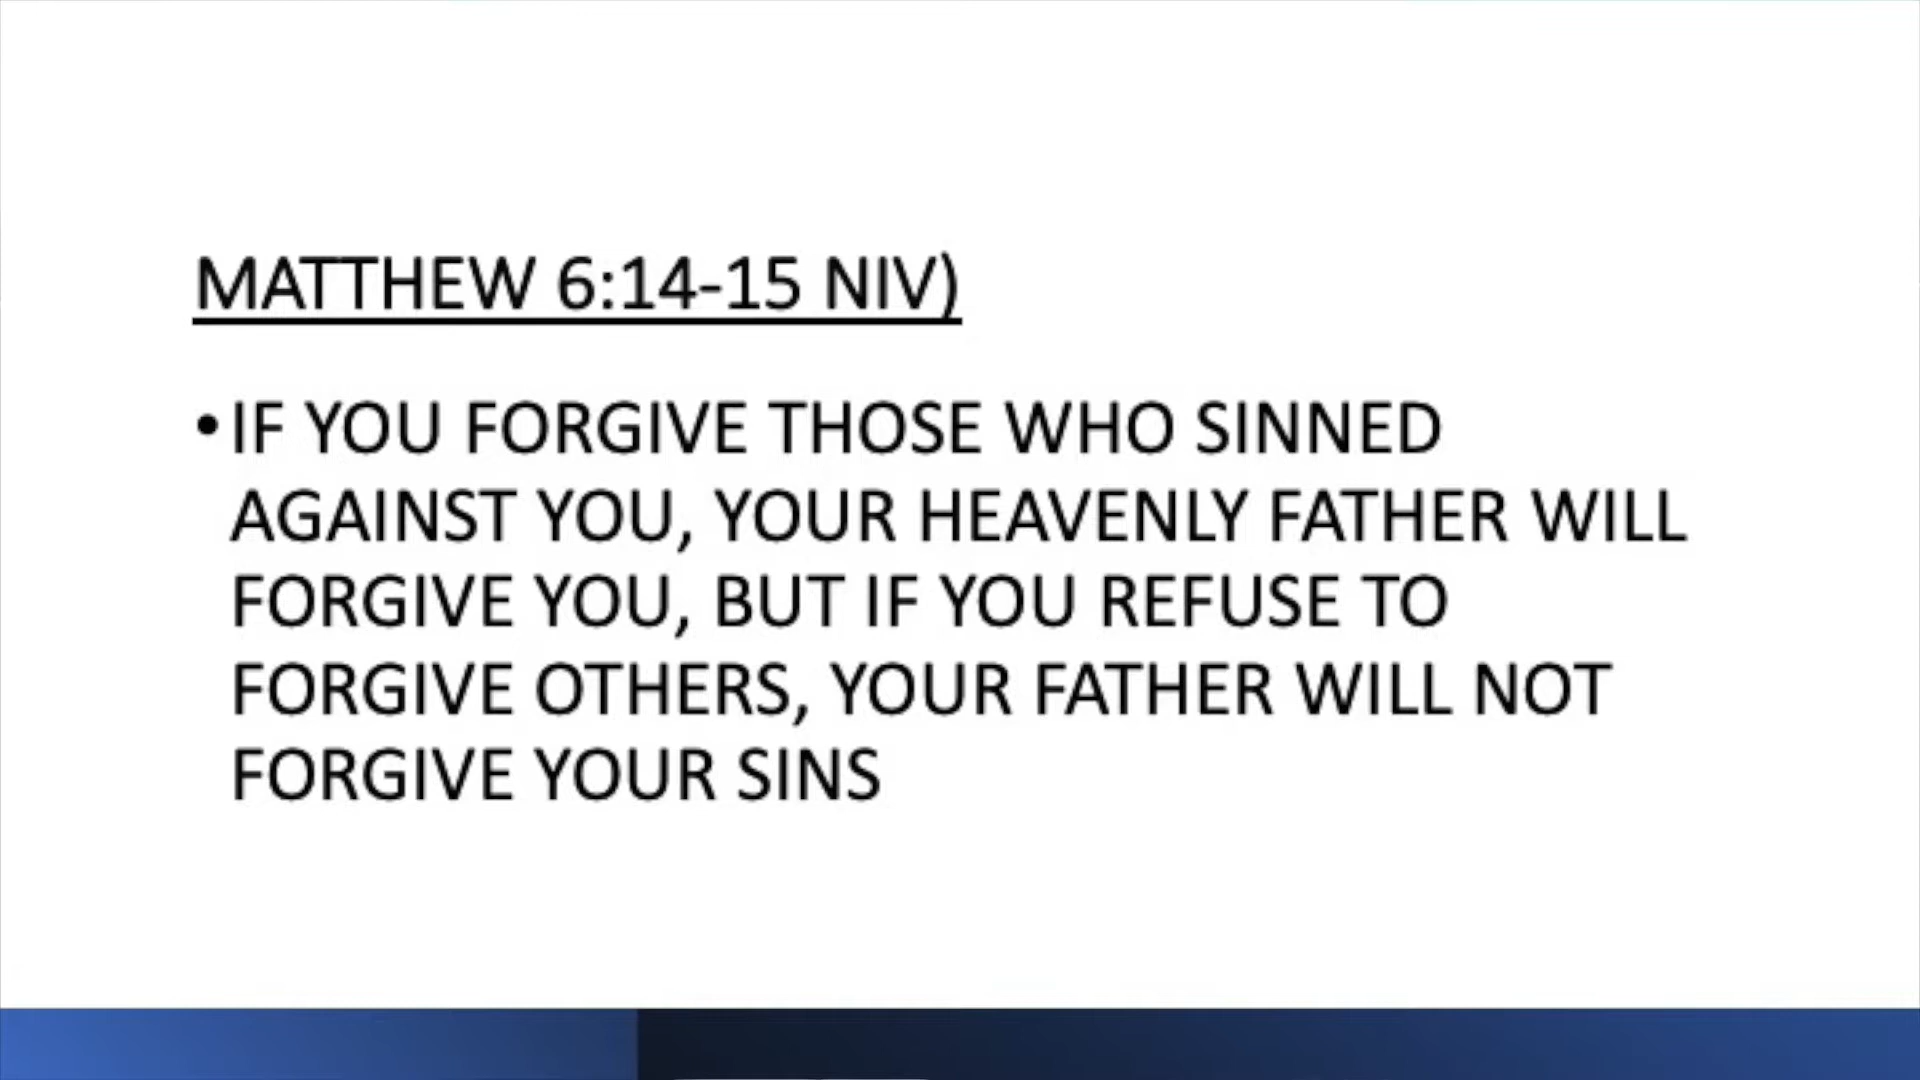 MATTHEW 6:14-15 NIV)
•IF YOU FORGIVE THOSE WHO SINNED
AGAINST YOU, YOUR HEAVENLY FATHER WILL
FORGIVE YOU, BUT IF YOU REFUSE TO
FORGIVE OTHERS, YOUR FATHER WILL NOT
FORGIVE YOUR SINS